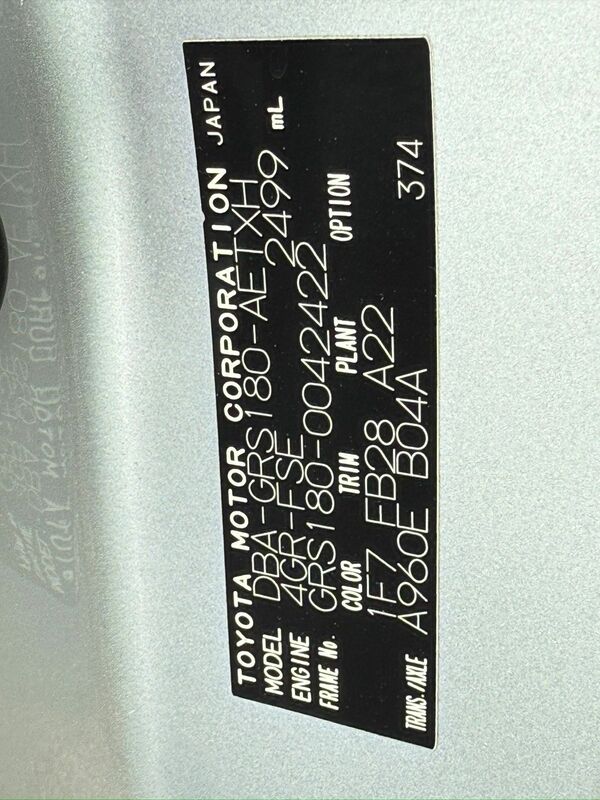 TOYOTA MOTOR CORPORATION JAPAN
MODEL DBA-GRS180-AETXH
ENGINE 4GR-FSE 2499 mL
FRAME No. GRS180-0042422
COLOR TRIM PLANT OPTION
1F7 FB28 A22
TRANS./AXLE A960E B04A 374